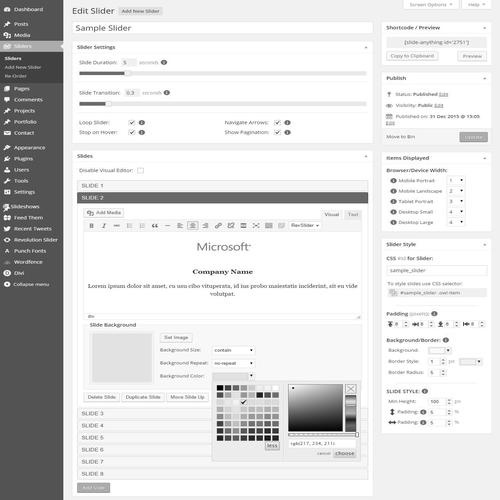 Dashboard
Posts
Media
Sliders
Sliders
Add New Slider
Re-Order
Pages
Comments
Projects
Portfolio
Contact
Appearance
Plugins
Users
Tools
Settings
Slideshows
Feed Them
Recent Tweets
Revolution Slider
Punch Fonts
Wordfence
Divi
Collapse menu
Screen Options
Help
Edit Slider
Add New Slider
Sample Slider
Slider Settings
Slide Duration: 5 seconds
Slide Transition: 0.3 seconds
Loop Slider:
Navigate Arrows:
Stop on Hover:
Show Pagination:
Slides
Disable Visual Editor:
SLIDE 1
SLIDE 2
Add Media
Visual
Text
RevSlider
Microsoft
Company Name
Lorem ipsum dolor sit amet, cu usu cibo vituperata, id ius probo maiestatis inciderint, sit eu vide
volutpat.
div
Slide Background
Set Image
Background Size: contain
Background Repeat: no-repeat
Background Color:
Delete Slide
Duplicate Slide
Move Slide Up
less
rgb(217, 234, 211)
cancel
choose
SLIDE 3
SLIDE 4
SLIDE 5
SLIDE 6
SLIDE 7
SLIDE 8
Add Slide
Shortcode / Preview
[slide-anything id='2751']
Copy to Clipboard
Preview
Publish
Status: Published Edit
Visibility: Public Edit
Published on: 31 Dec 2015 @ 15:05
Edit
Move to Bin
Update
Items Displayed
Browser/Device Width:
Mobile Portrait 1
Mobile Landscape 2
Tablet Portrait 3
Desktop Small 4
Desktop Large 4
Slider Style
CSS #id for Slider:
sample_slider
To style slides use CSS selector:
#sample_slider .owl-item
Padding (pixels):
8 8 8 8
Background/Border:
Background:
Border Style: 1 px
Border Radius: 5
SLIDE STYLE:
Min Height: 100 px
Padding: 5 %
Padding: 5 %